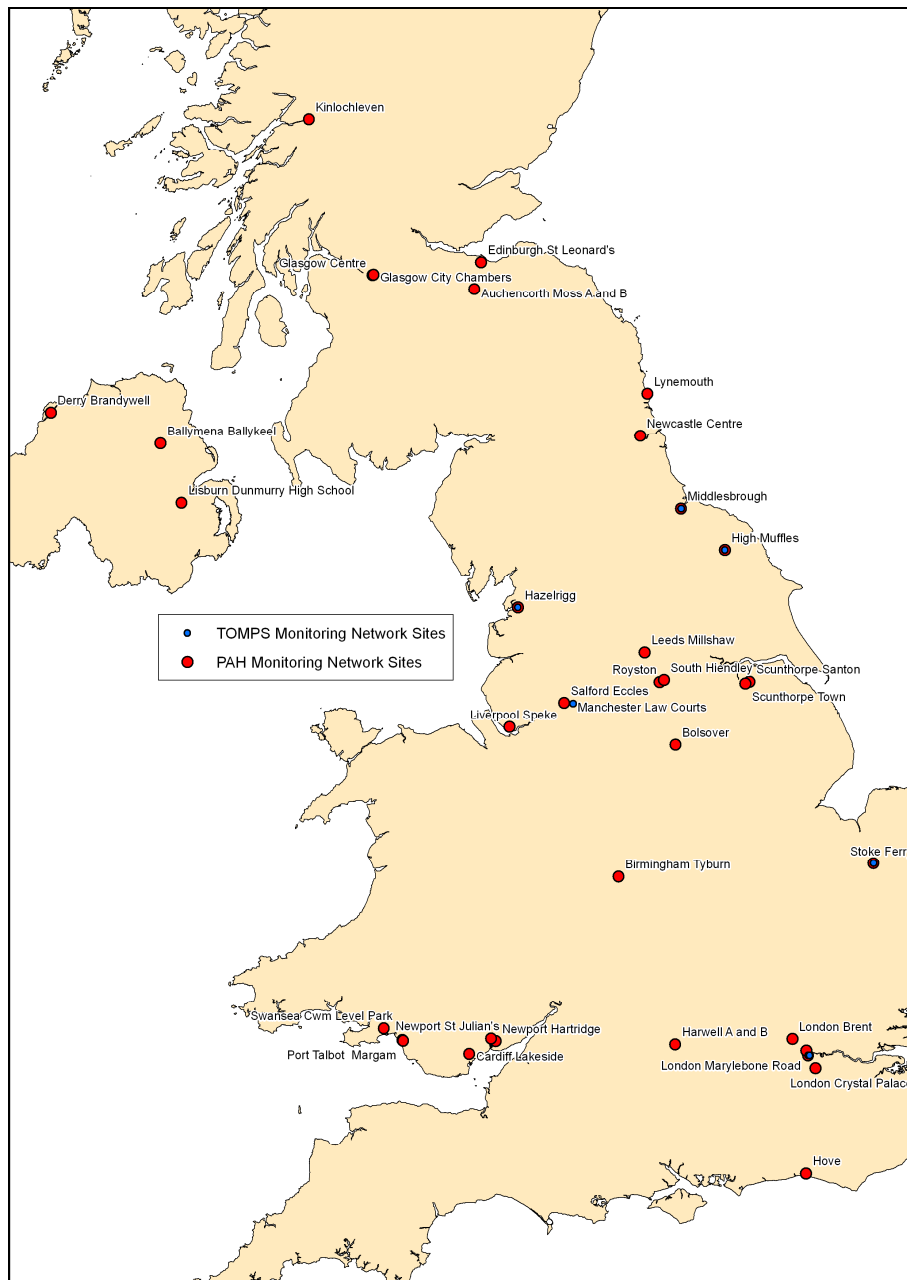 Kinlochleven
Edinburgh St Leonard's
Glasgow Centre
Glasgow City Chambers
Auchencorth Moss A and B
Lynemouth
Derry Brandywell
Newcastle Centre
Ballymena Ballykeel
Lisburn Dunmurry High School
Middlesbrough
High Muffles
Hazelrigg
TOMPS Monitoring Network Sites
PAH Monitoring Network Sites
Leeds Millshaw
Royston
South Hiendley
Scunthorpe Santon
Scunthorpe Town
Salford Eccles
Manchester Law Courts
Liverpool Speke
Bolsover
Stoke Ferr
Birmingham Tyburn
Swansea Cwm Level Park
Newport St Julian's
Newport Hartridge
Port Talbot Margam
Cardiff Lakeside
Harwell A and B
London Brent
London Marylebone Road
London Crystal Palace
Hove